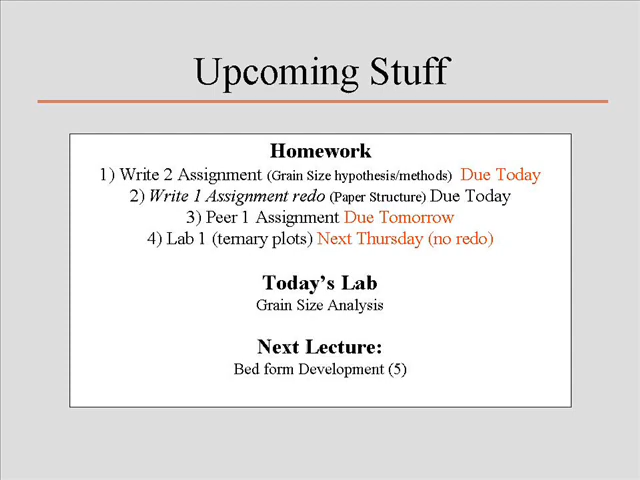 Upcoming Stuff
Homework
1) Write 2 Assignment (Grain Size hypothesis/methods) Due Today
2) Write 1 Assignment redo (Paper Structure) Due Today
3) Peer 1 Assignment Due Tomorrow
4) Lab 1 (ternary plots) Next Thursday (no redo)
Today’s Lab
Grain Size Analysis
Next Lecture:
Bed form Development (5)